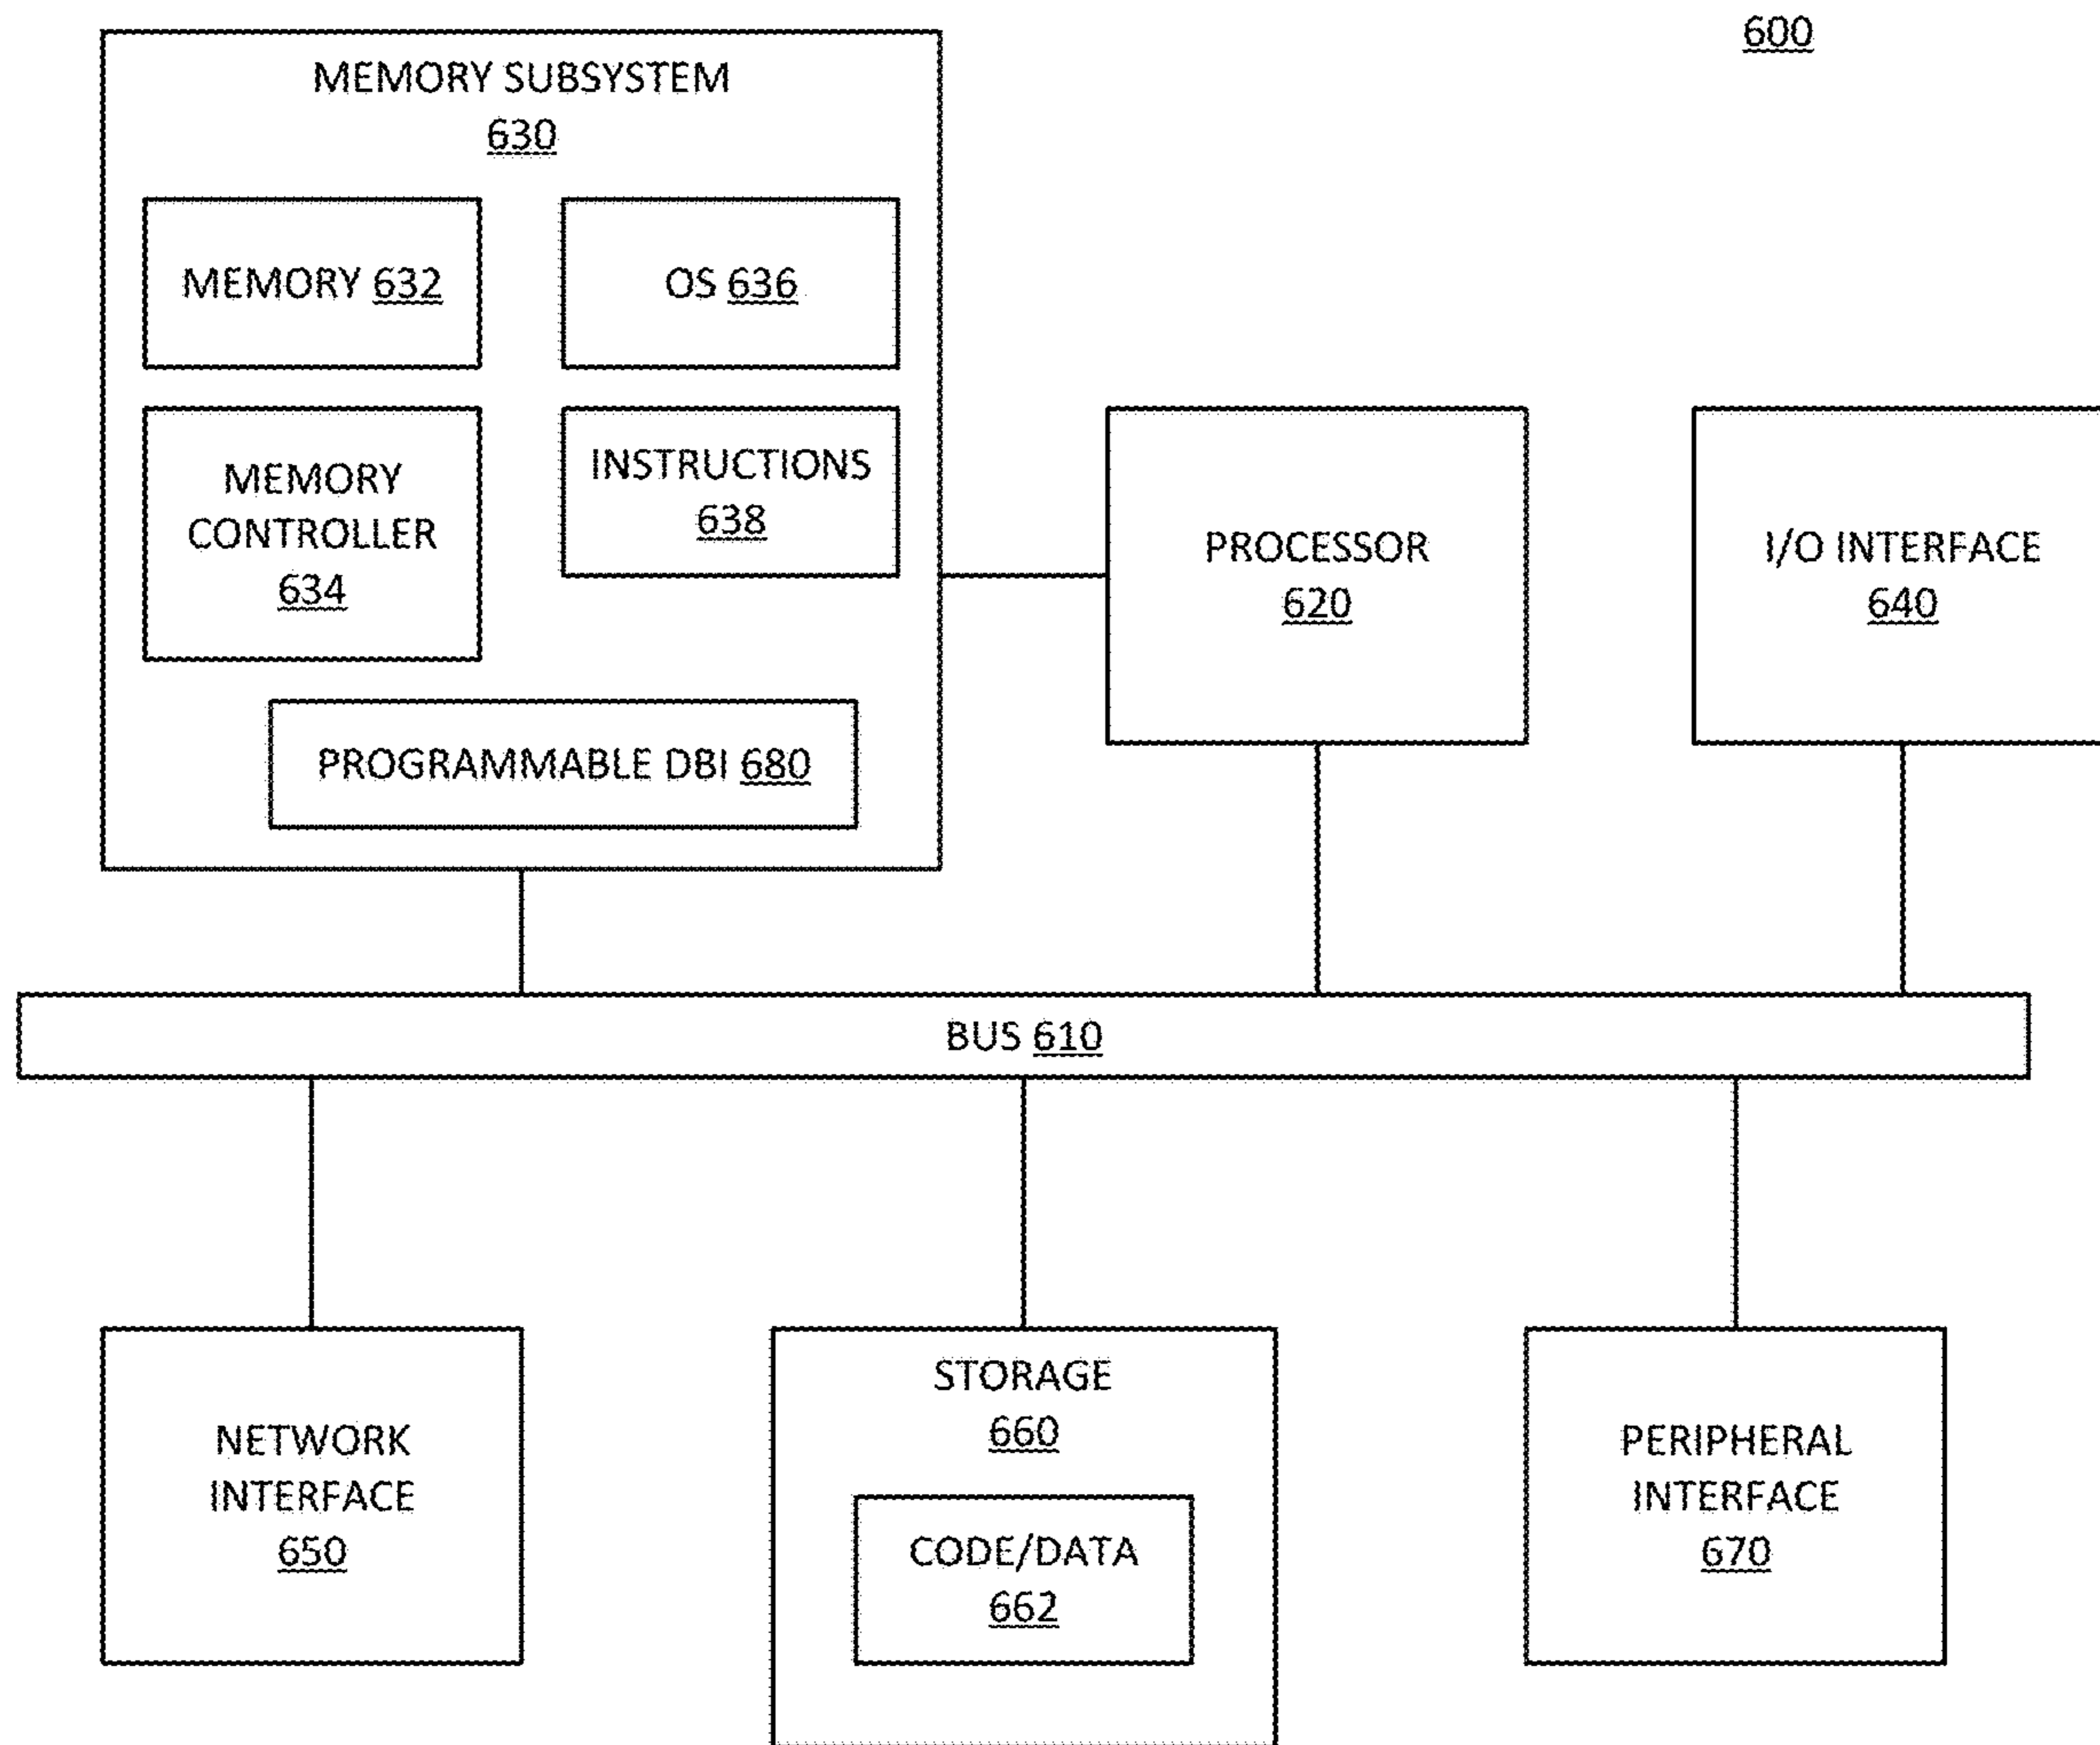 600
MEMORY SUBSYSTEM
630
MEMORY 632
OS 636
MEMORY
CONTROLLER
634
INSTRUCTIONS
638
PROGRAMMABLE DBI 680
PROCESSOR
620
I/O INTERFACE
640
BUS 610
NETWORK
INTERFACE
650
STORAGE
660
CODE/DATA
662
PERIPHERAL
INTERFACE
670